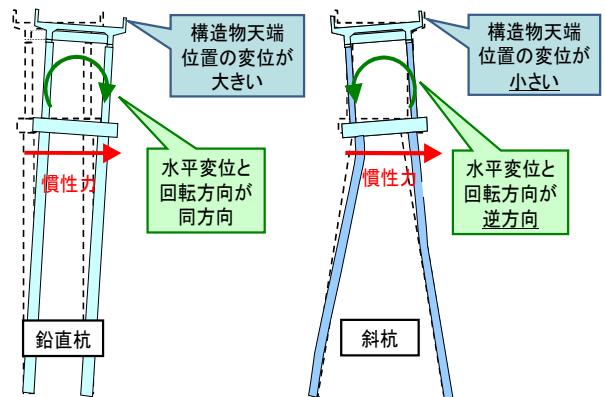 構造物天端
位置の変位が
大きい
水平変位と
回転方向が
同方向
慣性力
鉛直杭
構造物天端
位置の変位が
小さい
水平変位と
回転方向が
逆方向
慣性力
斜杭